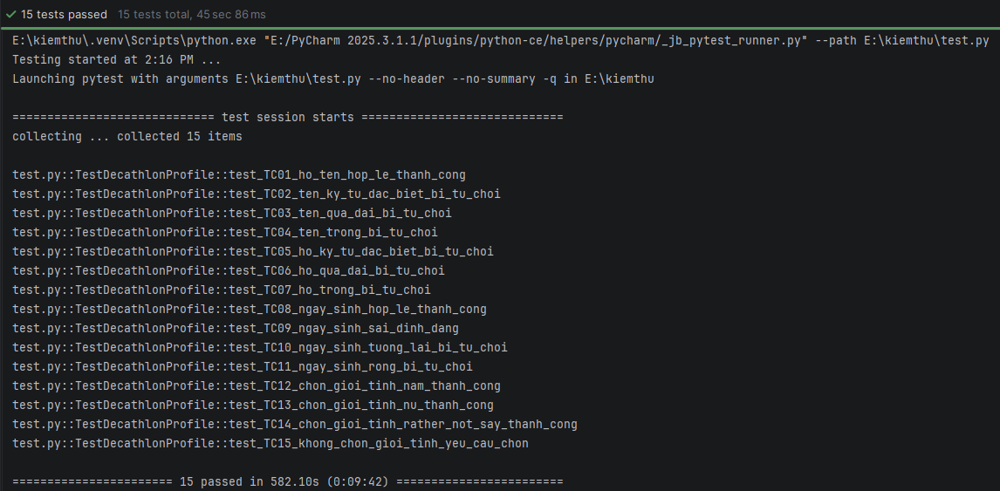 15 tests passed 15 tests total, 45 sec 86 ms
E:\kiemthu\.venv\Scripts\python.exe "E:/PyCharm 2025.3.1.1/plugins/python-ce/helpers/pycharm/_jb_pytest_runner.py" --path E:\kiemthu\test.py
Testing started at 2:16 PM ...
Launching pytest with arguments E:\kiemthu\test.py --no-header --no-summary -q in E:\kiemthu
============================= test session starts =============================
collecting ... collected 15 items
test.py::TestDecathlonProfile::test_TC01_ho_ten_hop_le_thanh_cong
test.py::TestDecathlonProfile::test_TC02_ten_ky_tu_dac_biet_bi_tu_choi
test.py::TestDecathlonProfile::test_TC03_ten_qua_dai_bi_tu_choi
test.py::TestDecathlonProfile::test_TC04_ten_trong_bi_tu_choi
test.py::TestDecathlonProfile::test_TC05_ho_ky_tu_dac_biet_bi_tu_choi
test.py::TestDecathlonProfile::test_TC06_ho_qua_dai_bi_tu_choi
test.py::TestDecathlonProfile::test_TC07_ho_trong_bi_tu_choi
test.py::TestDecathlonProfile::test_TC08_ngay_sinh_hop_le_thanh_cong
test.py::TestDecathlonProfile::test_TC09_ngay_sinh_sai_dinh_dang
test.py::TestDecathlonProfile::test_TC10_ngay_sinh_tuong_lai_bi_tu_choi
test.py::TestDecathlonProfile::test_TC11_ngay_sinh_rong_bi_tu_choi
test.py::TestDecathlonProfile::test_TC12_chon_gioi_tinh_nam_thanh_cong
test.py::TestDecathlonProfile::test_TC13_chon_gioi_tinh_nu_thanh_cong
test.py::TestDecathlonProfile::test_TC14_chon_gioi_tinh_rather_not_say_thanh_cong
test.py::TestDecathlonProfile::test_TC15_khong_chon_gioi_tinh_yeu_cau_chon
======================= 15 passed in 582.10s (0:09:42) ========================